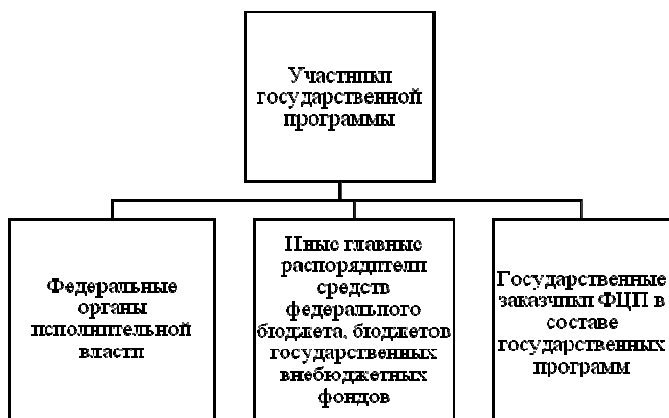 Участники
государственной
программы
Федеральные
органы
исполнительной
власти
Иные главные
распорядители
средств
федерального
бюджета, бюджетов
государственных
внебюджетных
фондов
Государственные
заказчики ФЦП в
составе
государственных
программ